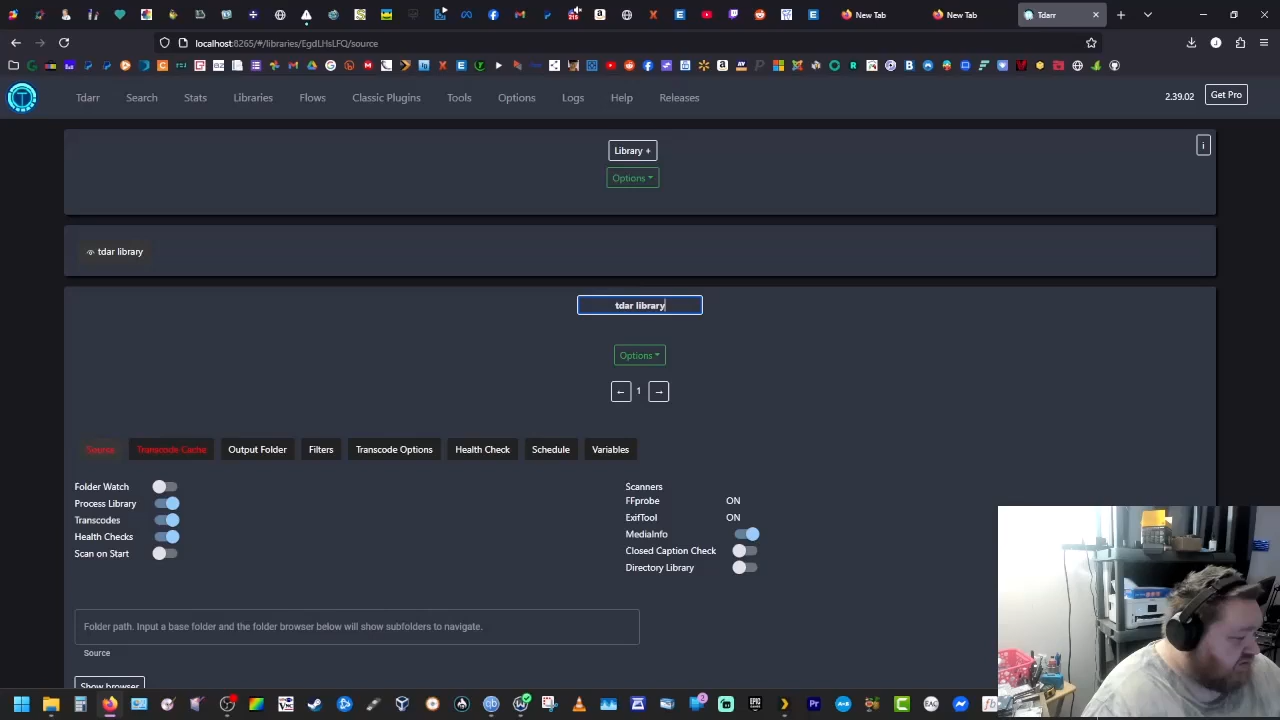 New Tab
New Tab
Tdarr
localhost:8265/#/libraries/EgdLHsLFQ/source
Tdarr
Search
Stats
Libraries
Flows
Classic Plugins
Tools
Options
Logs
Help
Releases
2.39.02
Get Pro
Library +
i
Options
tdar library
tdar library
Options
← 1 →
Source
Transcode Cache
Output Folder
Filters
Transcode Options
Health Check
Schedule
Variables
Folder Watch
Process Library
Transcodes
Health Checks
Scan on Start
Scanners
FFprobe ON
ExifTool ON
MediaInfo
Closed Caption Check
Directory Library
Folder path. Input a base folder and the folder browser below will show subfolders to navigate.
Source
Show browser